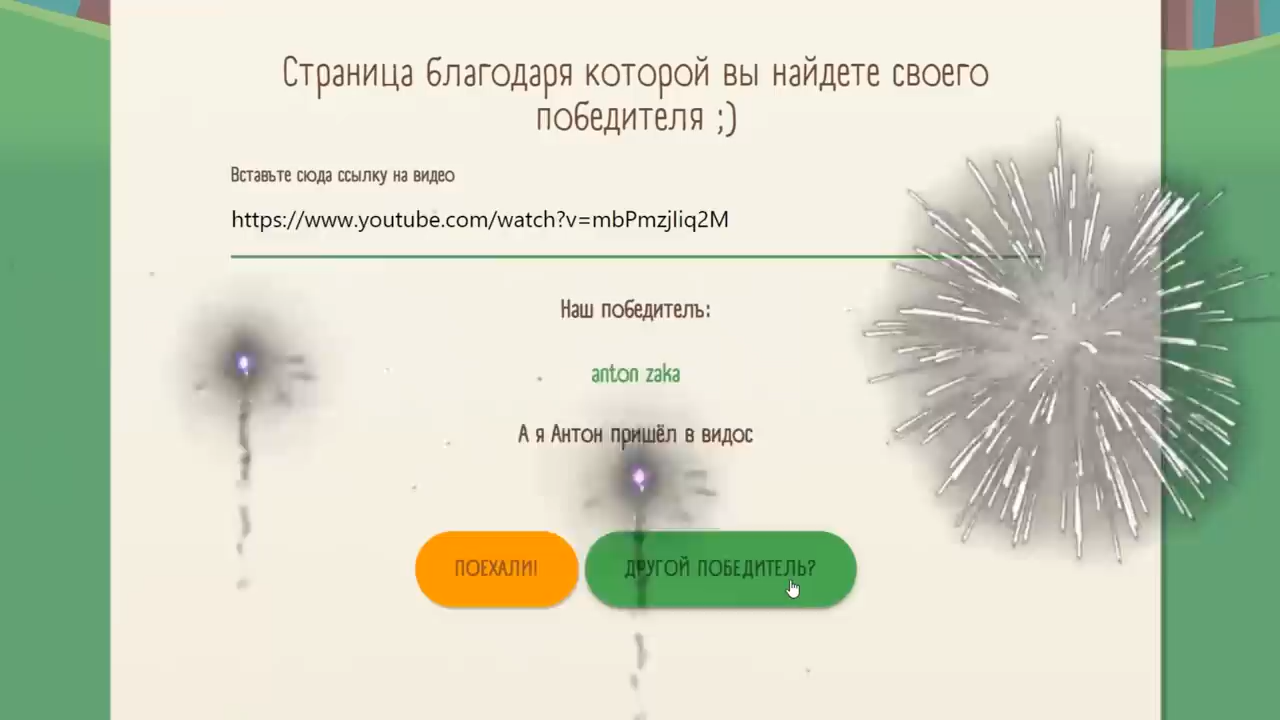 Страница благодаря которой вы найдете своего
победителя ;)
Вставьте сюда ссылку на видео
https://www.youtube.com/watch?v=mbPmzjliq2M
Наш победитель:
anton zaka
А я Антон пришёл в видос
ПОЕХАЛИ!
ДРУГОЙ ПОБЕДИТЕЛЬ?